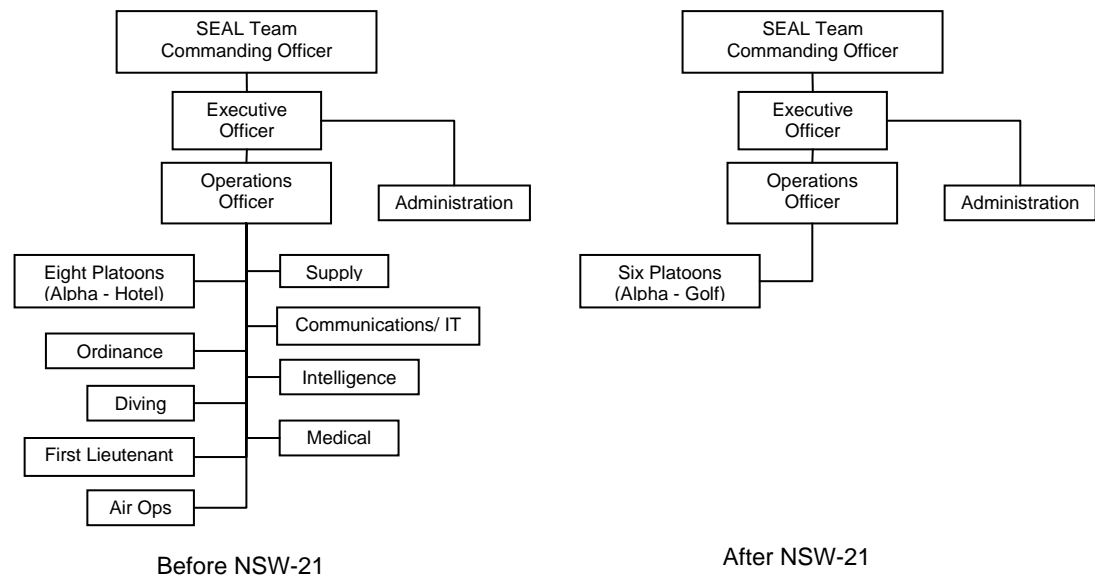 SEAL Team
Commanding Officer
Executive
Officer
Operations
Officer
Administration
Eight Platoons
(Alpha - Hotel)
Supply
Communications/ IT
Ordinance
Intelligence
Diving
Medical
First Lieutenant
Air Ops
Before NSW-21
SEAL Team
Commanding Officer
Executive
Officer
Operations
Officer
Administration
Six Platoons
(Alpha - Golf)
After NSW-21